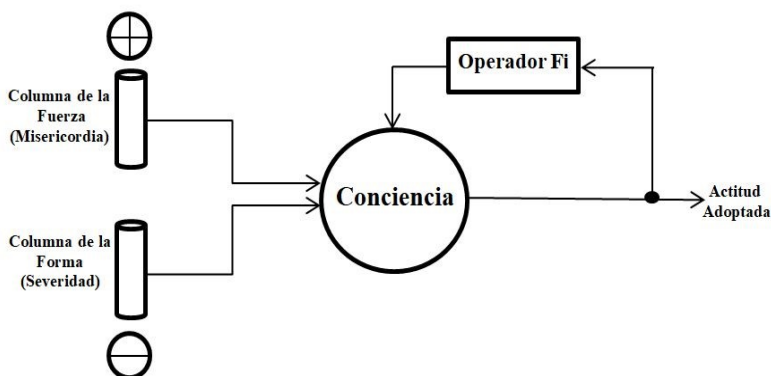 Operador Fi
Columna de la
Fuerza
(Misericordia)
Conciencia
Actitud
Adoptada
Columna de la
Forma
(Severidad)